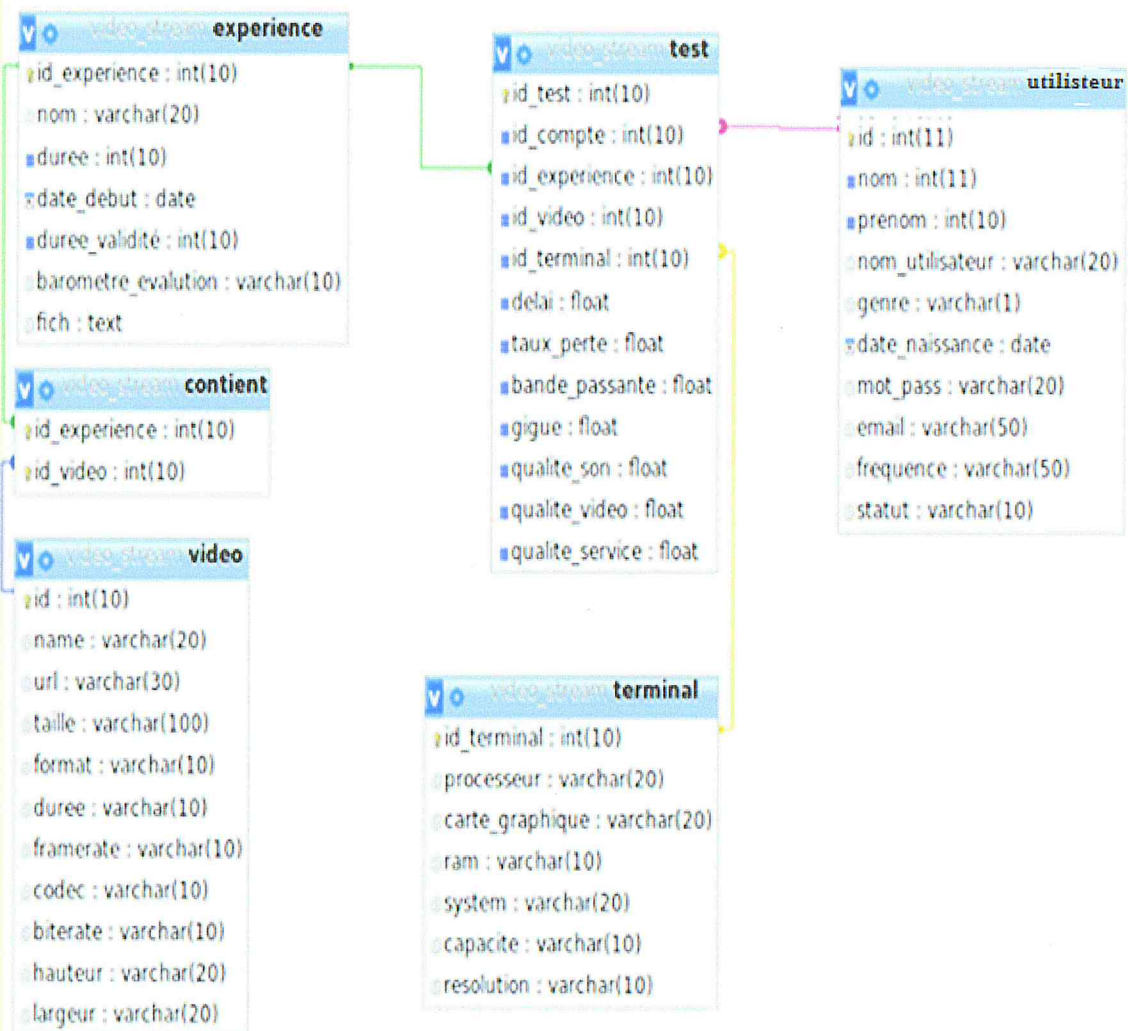 video_stream experience
id_experience : int(10)
nom : varchar(20)
duree : int(10)
date_debut : date
duree_validité : int(10)
barometre_evalution : varchar(10)
fich : text
video_stream contient
id_experience : int(10)
id_video : int(10)
video_stream video
id : int(10)
name : varchar(20)
url : varchar(30)
taille : varchar(100)
format : varchar(10)
duree : varchar(10)
framerate : varchar(10)
codec : varchar(10)
biterate : varchar(10)
hauteur : varchar(20)
largeur : varchar(20)
video_stream test
id_test : int(10)
id_compte : int(10)
id_experience : int(10)
id_video : int(10)
id_terminal : int(10)
delai : float
taux_perte : float
bande_passante : float
gigue : float
qualite_son : float
qualite_video : float
qualite_service : float
video_stream terminal
id_terminal : int(10)
processeur : varchar(20)
carte_graphique : varchar(20)
ram : varchar(10)
system : varchar(20)
capacite : varchar(10)
resolution : varchar(10)
video_stream utilisteur
id : int(11)
nom : int(11)
prenom : int(10)
nom_utilisateur : varchar(20)
genre : varchar(1)
date_naissance : date
mot_pass : varchar(20)
email : varchar(50)
frequence : varchar(50)
statut : varchar(10)